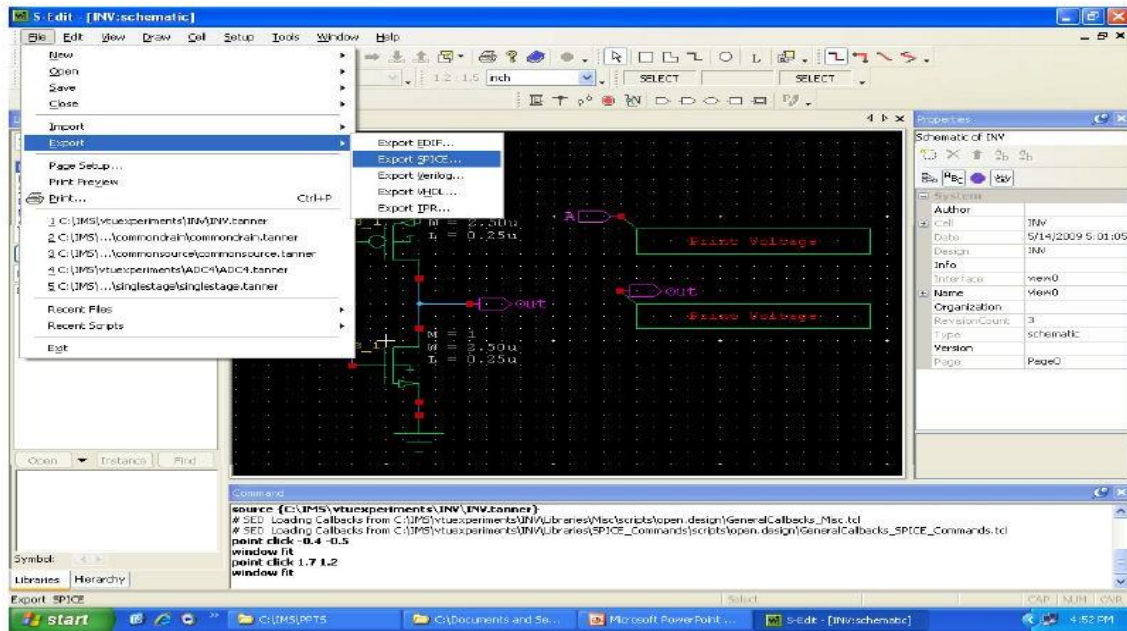 S-Edit - [INV:schematic]
File Edit View Draw Cell Setup Tools Window Help
New
Open
Save
Close
Import
Export
Page Setup...
Print Preview
Print... Ctrl+P
1 C:\IMS\vtuexperiments\INV\INV.tanner
2 C:\IMS\...\commondrain\commondrain.tanner
3 C:\IMS\...\commonsource\commonsource.tanner
4 C:\IMS\vtuexperiments\ADC4\ADC4.tanner
5 C:\IMS\...\singlestage\singlestage.tanner
Recent Files
Recent Scripts
Exit
Export EDIF...
Export SPICE...
Export Verilog...
Export VHDL...
Export TPR...
inch
SELECT
SELECT
W = 2.50u
L = 0.25u
A
Print Voltage
out
out
Print Voltage
M = 1
W = 2.50u
L = 0.25u
Properties
Schematic of INV
System
Author
Cell INV
Date 5/14/2009 5:01:05
Design INV
Info
Interface view0
Name view0
Organization
RevisionCount 3
Type schematic
Version
Page Page0
Open Instance Find
Symbol:
Libraries Hierarchy
Command
source {C:\IMS\vtuexperiments\INV\INV.tanner}
# SED Loading Callbacks from C:\IMS\vtuexperiments\INV\Libraries\Misc\scripts\open.design\GeneralCallbacks_Misc.tcl
# SED Loading Callbacks from C:\IMS\vtuexperiments\INV\Libraries\SPICE_Commands\scripts\open.design\GeneralCallbacks_SPICE_Commands.tcl
point click -0.4 -0.5
window fit
point click 1.7 1.2
window fit
Export SPICE
Select
CAP NUM OVR
start
C:\IMS\PPTS
C:\Documents and Se...
Microsoft PowerPoint ...
S-Edit - [INV:schematic]
4:52 PM